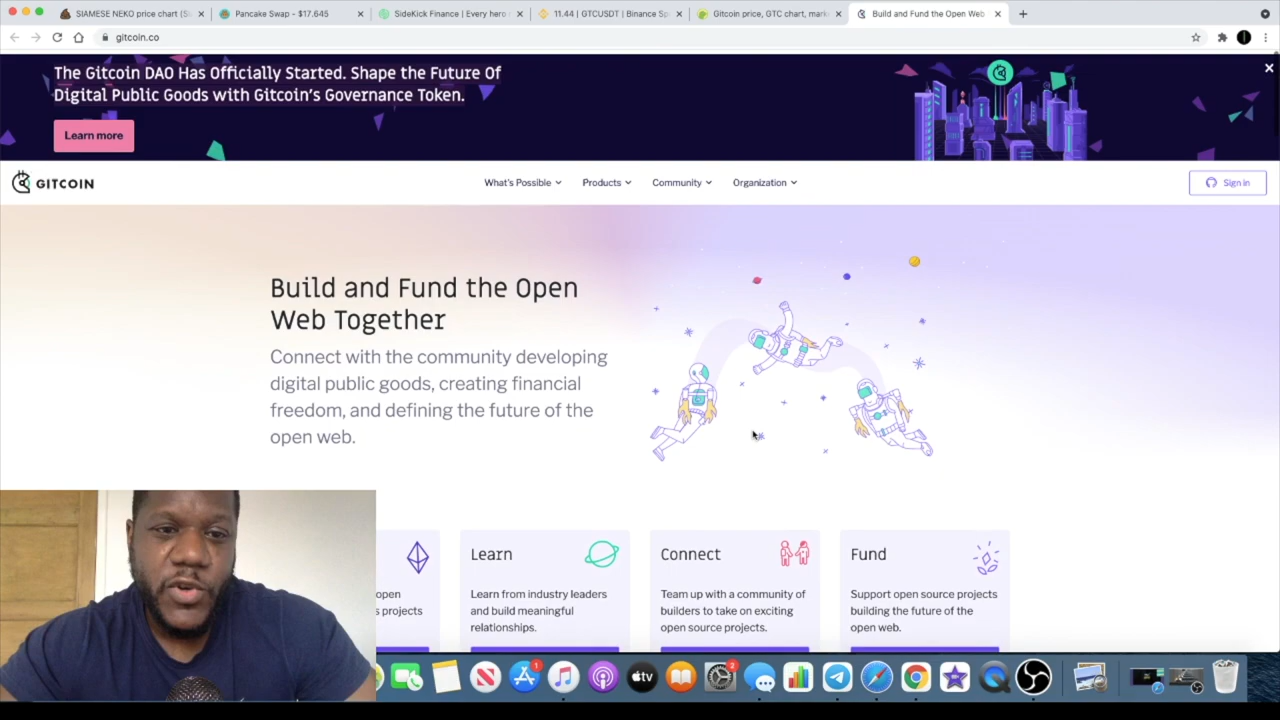 SIAMESE NEKO price chart (S
Pancake Swap - $17.645
SideKick Finance | Every hero
11.44 | GTCUSDT | Binance Sp
Gitcoin price, GTC chart, mark
Build and Fund the Open Web
gitcoin.co
The Gitcoin DAO Has Officially Started. Shape the Future Of
Digital Public Goods with Gitcoin's Governance Token.
Learn more
GITCOIN
What's Possible
Products
Community
Organization
Sign in
Build and Fund the Open
Web Together
Connect with the community developing
digital public goods, creating financial
freedom, and defining the future of the
open web.
open
s projects
Learn
Learn from industry leaders
and build meaningful
relationships.
Connect
Team up with a community of
builders to take on exciting
open source projects.
Fund
Support open source projects
building the future of the
open web.
1
tv
2